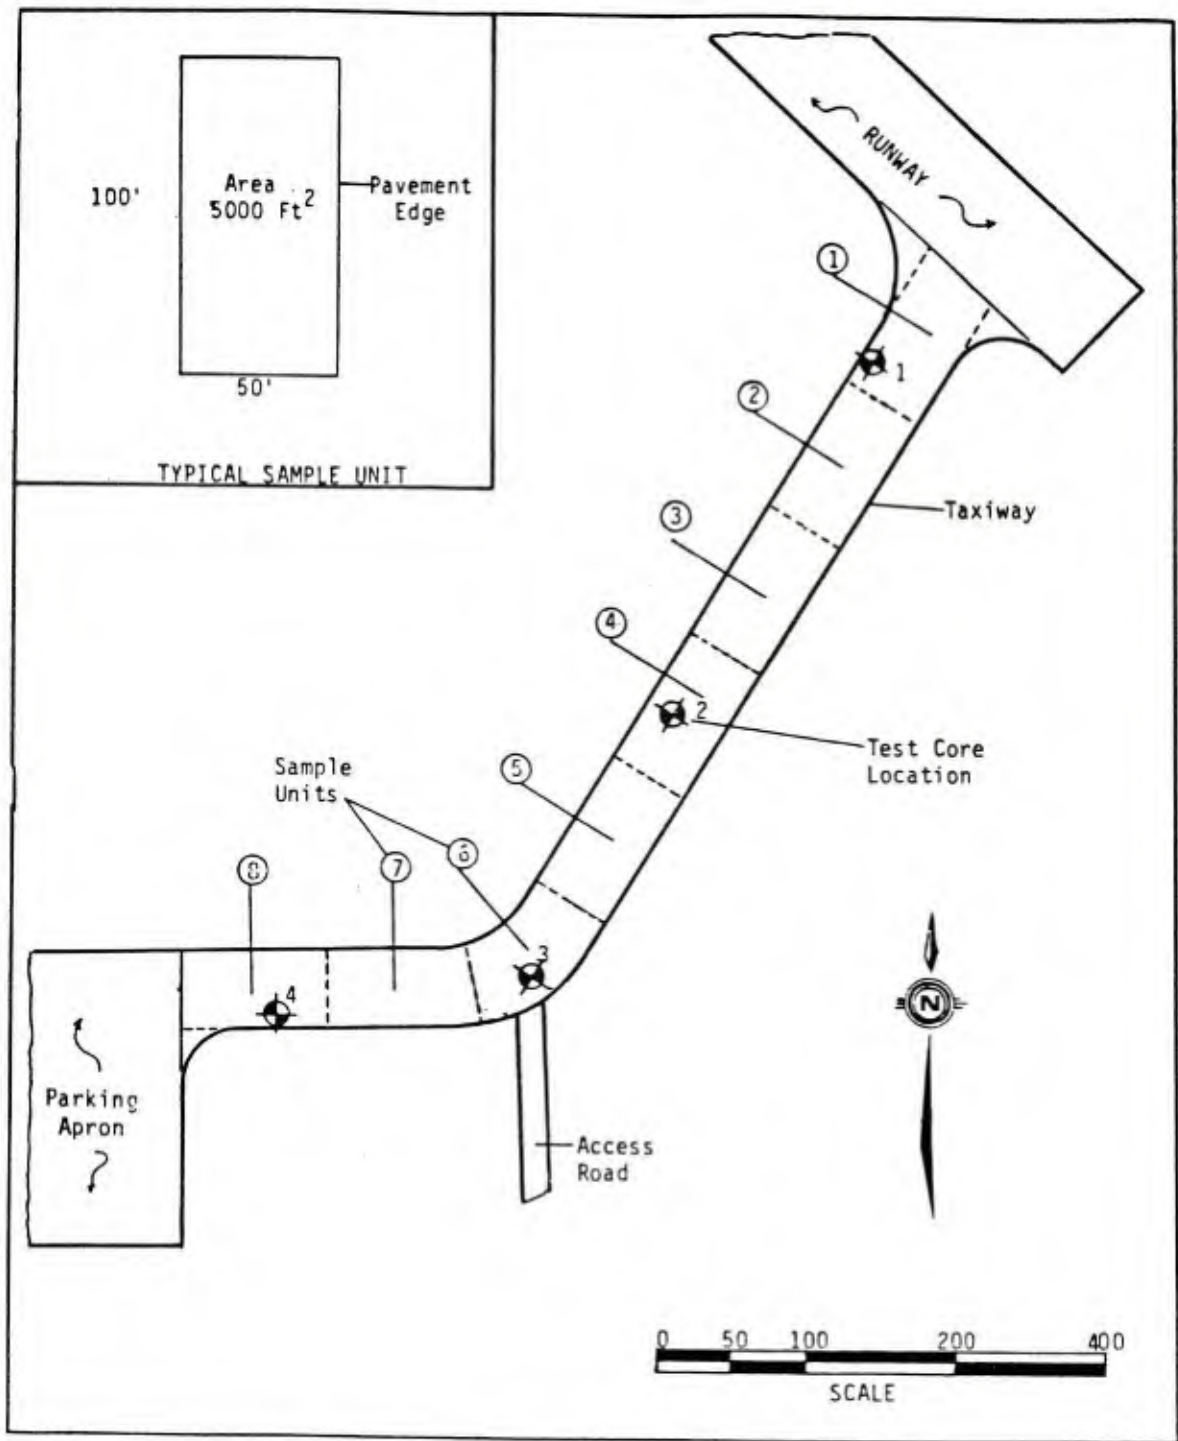 100'
Area
5000 Ft2
Pavement
Edge
50'
TYPICAL SAMPLE UNIT
RUNWAY
1
1
2
Taxiway
3
4
2
Test Core
Location
Sample
Units
5
6
7
8
3
4
N
Parking
Apron
Access
Road
0 50 100 200 400
SCALE